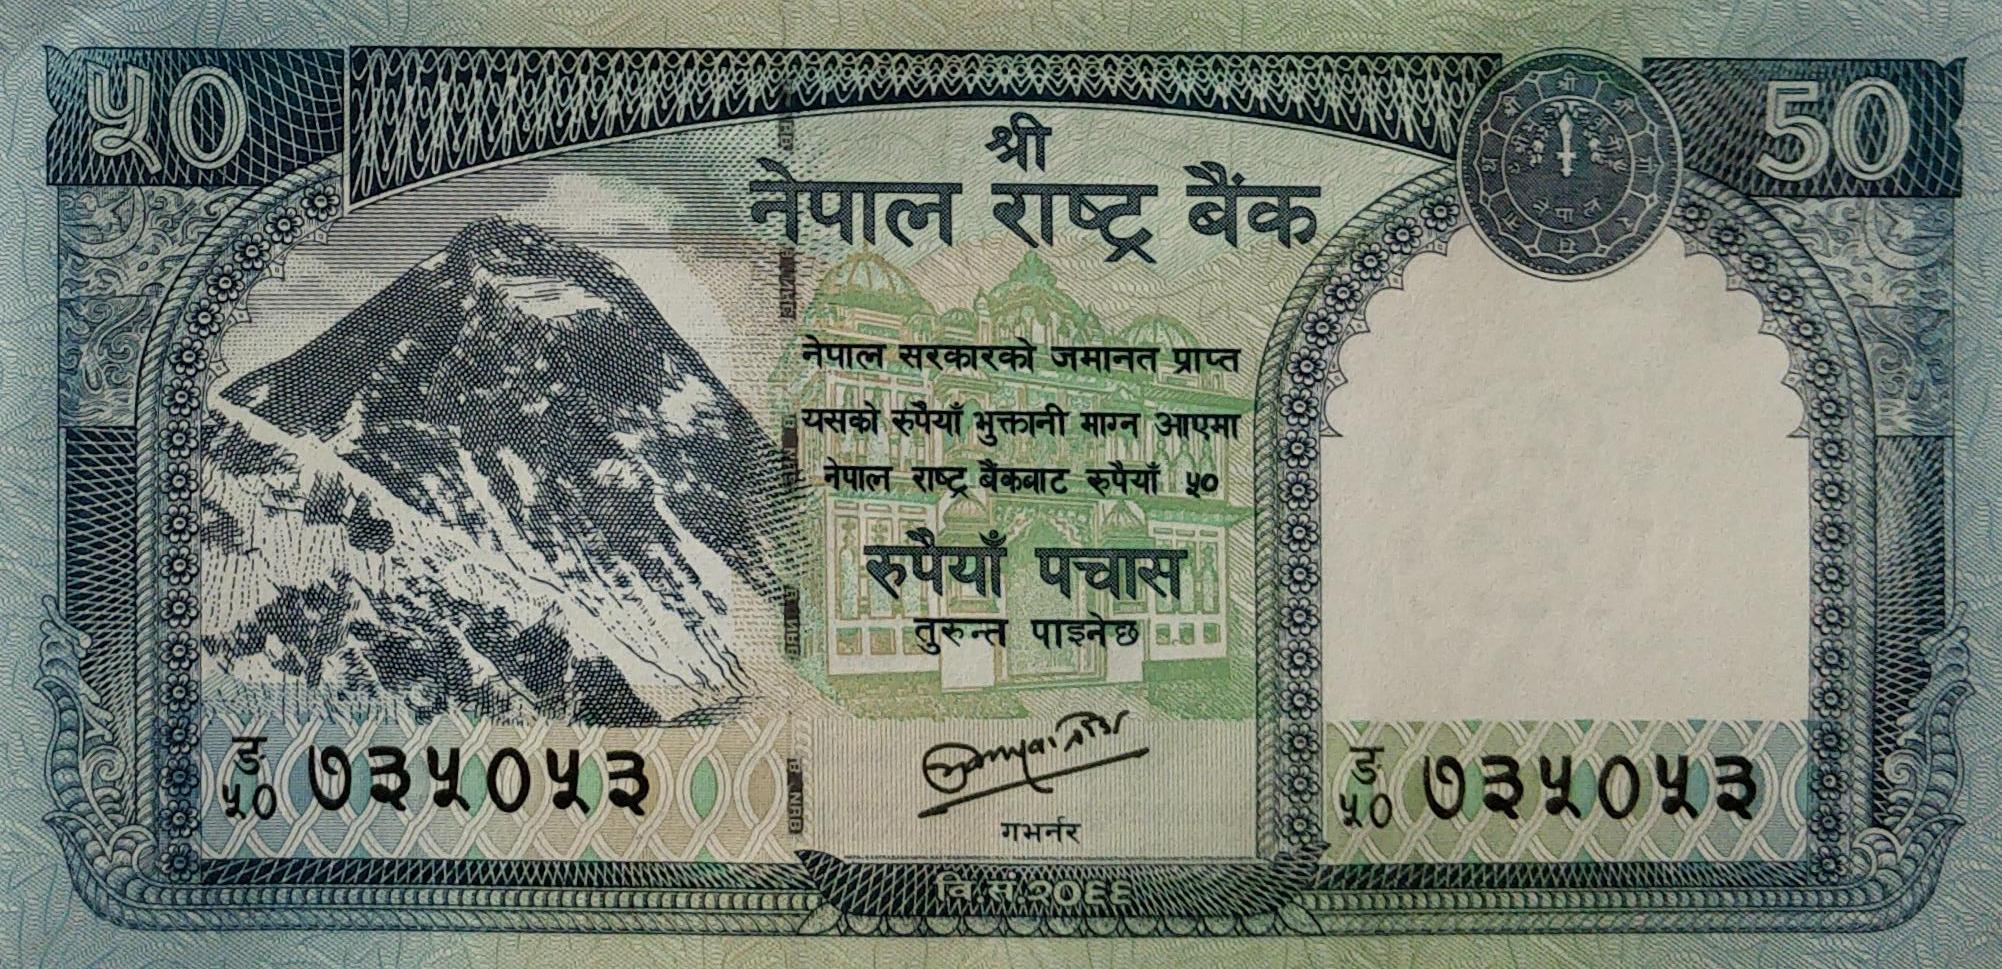 ५०
50
श्री
नेपाल राष्ट्र बैंक
नेपाल सरकारको जमानत प्राप्त
यसको रुपैयाँ भुक्तानी माग्न आएमा
नेपाल राष्ट्र बैंकबाट रुपैयाँ ५०
रुपैयाँ पचास
तुरुन्त पाइनेछ
ङ
५० ७३५०५३
ङ
५० ७३५०५३
गभर्नर
वि.सं.२०६६